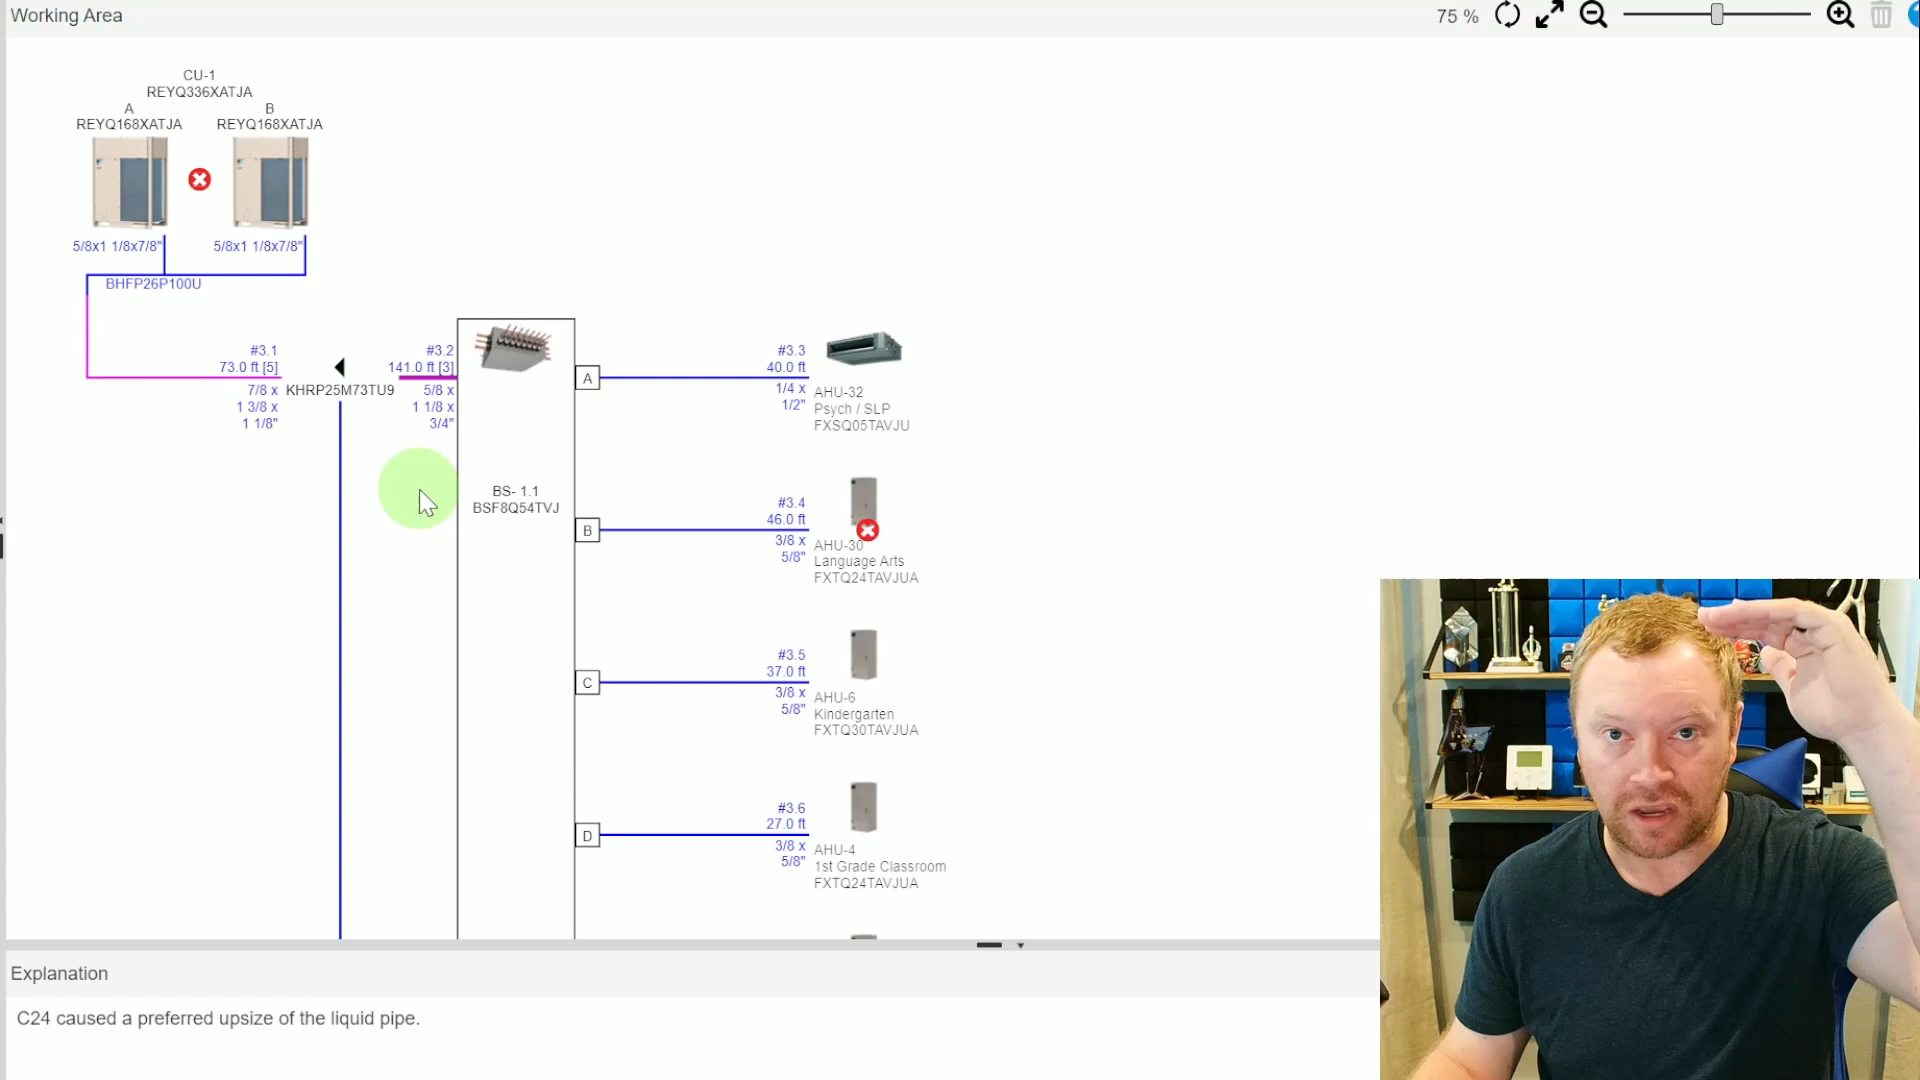 Working Area
75 %
CU-1
REYQ336XATJA
A
B
REYQ168XATJA
REYQ168XATJA
5/8x1 1/8x7/8"
5/8x1 1/8x7/8"
BHFP26P100U
#3.1
73.0 ft [5]
7/8 x
1 3/8 x
1 1/8"
KHRP25M73TU9
#3.2
141.0 ft [3]
5/8 x
1 1/8 x
3/4"
BS- 1.1
BSF8Q54TVJ
A
#3.3
40.0 ft
1/4 x
1/2"
AHU-32
Psych / SLP
FXSQ05TAVJU
B
#3.4
46.0 ft
3/8 x
5/8"
AHU-30
Language Arts
FXTQ24TAVJUA
C
#3.5
37.0 ft
3/8 x
5/8"
AHU-6
Kindergarten
FXTQ30TAVJUA
D
#3.6
27.0 ft
3/8 x
5/8"
AHU-4
1st Grade Classroom
FXTQ24TAVJUA
Explanation
C24 caused a preferred upsize of the liquid pipe.